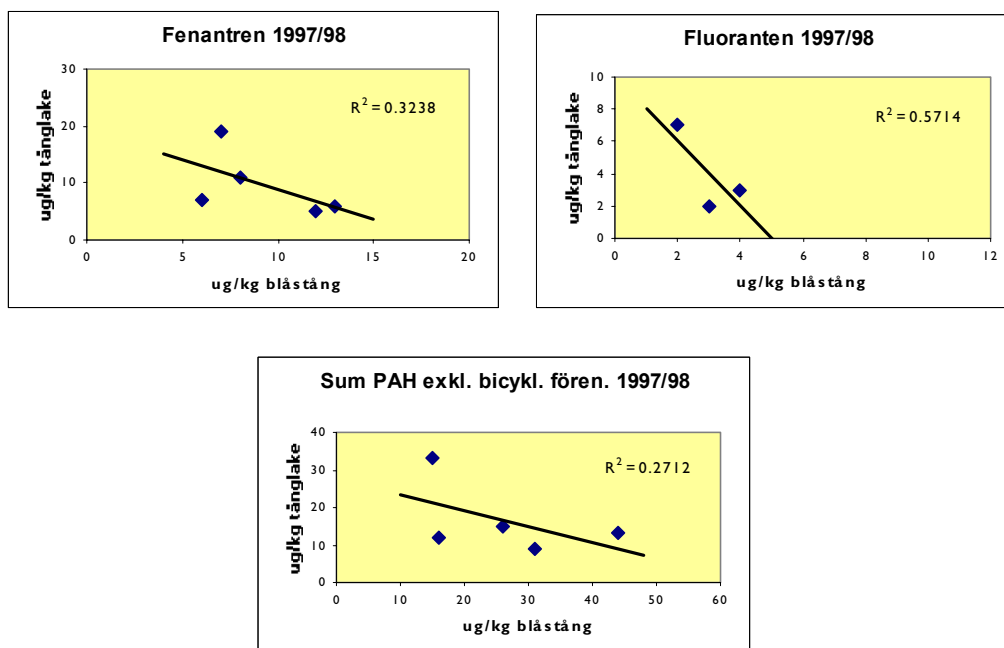 Fenantren 1997/98
30
20
10
0
R² = 0.3238
0 5 10 15 20
ug/kg tånglake
ug/kg blåstång
Fluoranten 1997/98
10
8
6
4
2
0
R² = 0.5714
0 2 4 6 8 10 12
ug/kg tånglake
ug/kg blåstång
Sum PAH exkl. bicykl. fören. 1997/98
40
30
20
10
0
R² = 0.2712
0 10 20 30 40 50 60
ug/kg tånglake
ug/kg blåstång